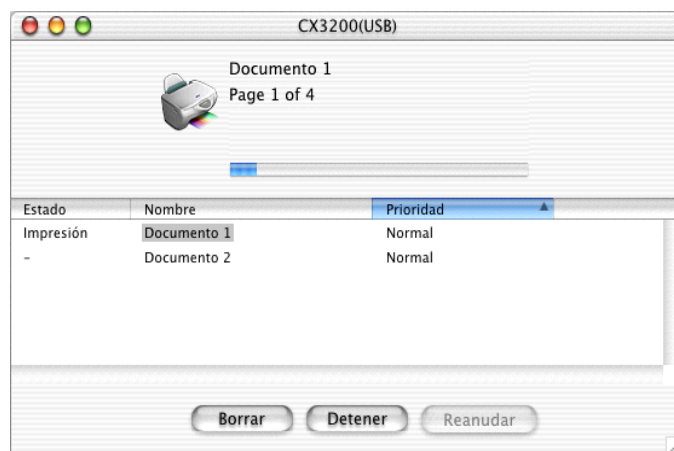 CX3200(USB)
Documento 1
Page 1 of 4
Estado Nombre Prioridad
Impresión Documento 1 Normal
- Documento 2 Normal
Borrar Detener Reanudar